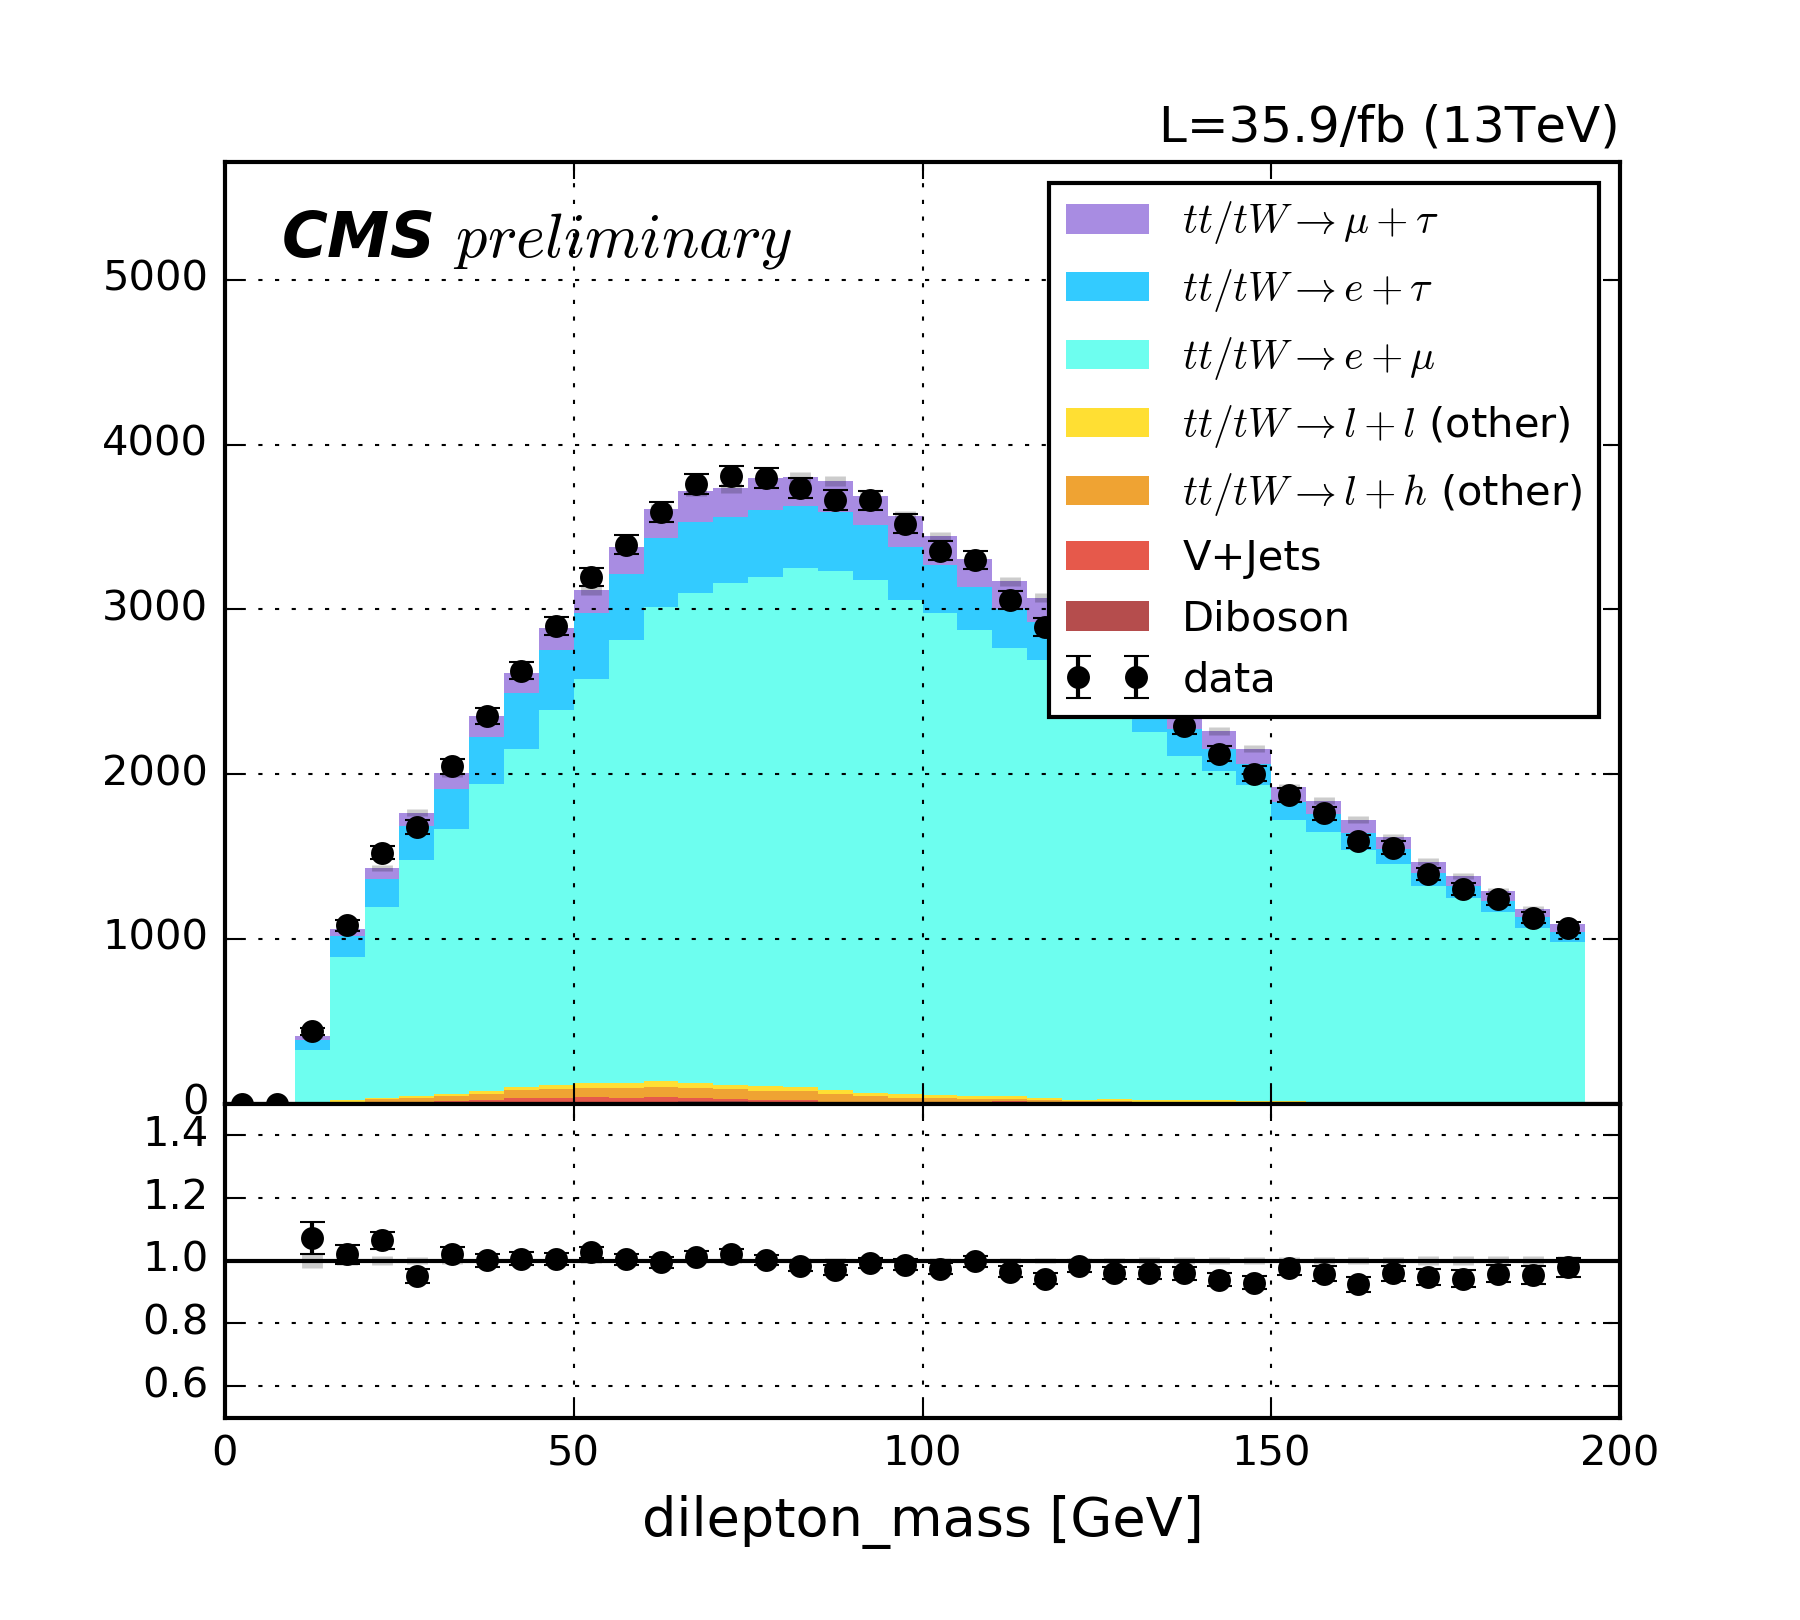 L=35.9/fb (13TeV)
CMS preliminary
tt/tW → μ + τ
tt/tW → e + τ
tt/tW → e + μ
tt/tW → l + l (other)
tt/tW → l + h (other)
V+Jets
Diboson
data
5000
4000
3000
2000
1000
0
1.4
1.2
1.0
0.8
0.6
0 50 100 150 200
dilepton_mass [GeV]